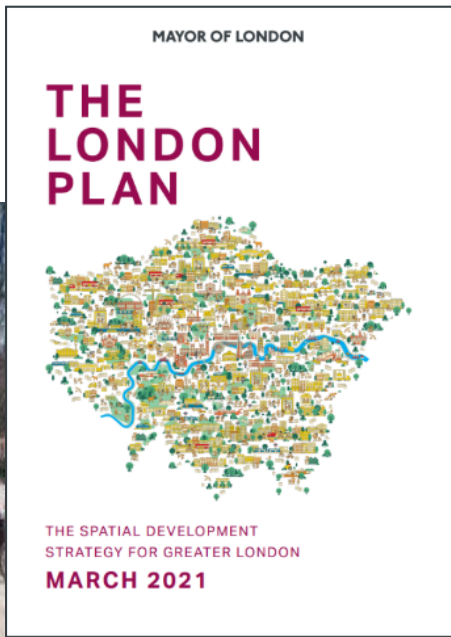 MAYOR OF LONDON
THE
LONDON
PLAN
THE SPATIAL DEVELOPMENT
STRATEGY FOR GREATER LONDON
MARCH 2021